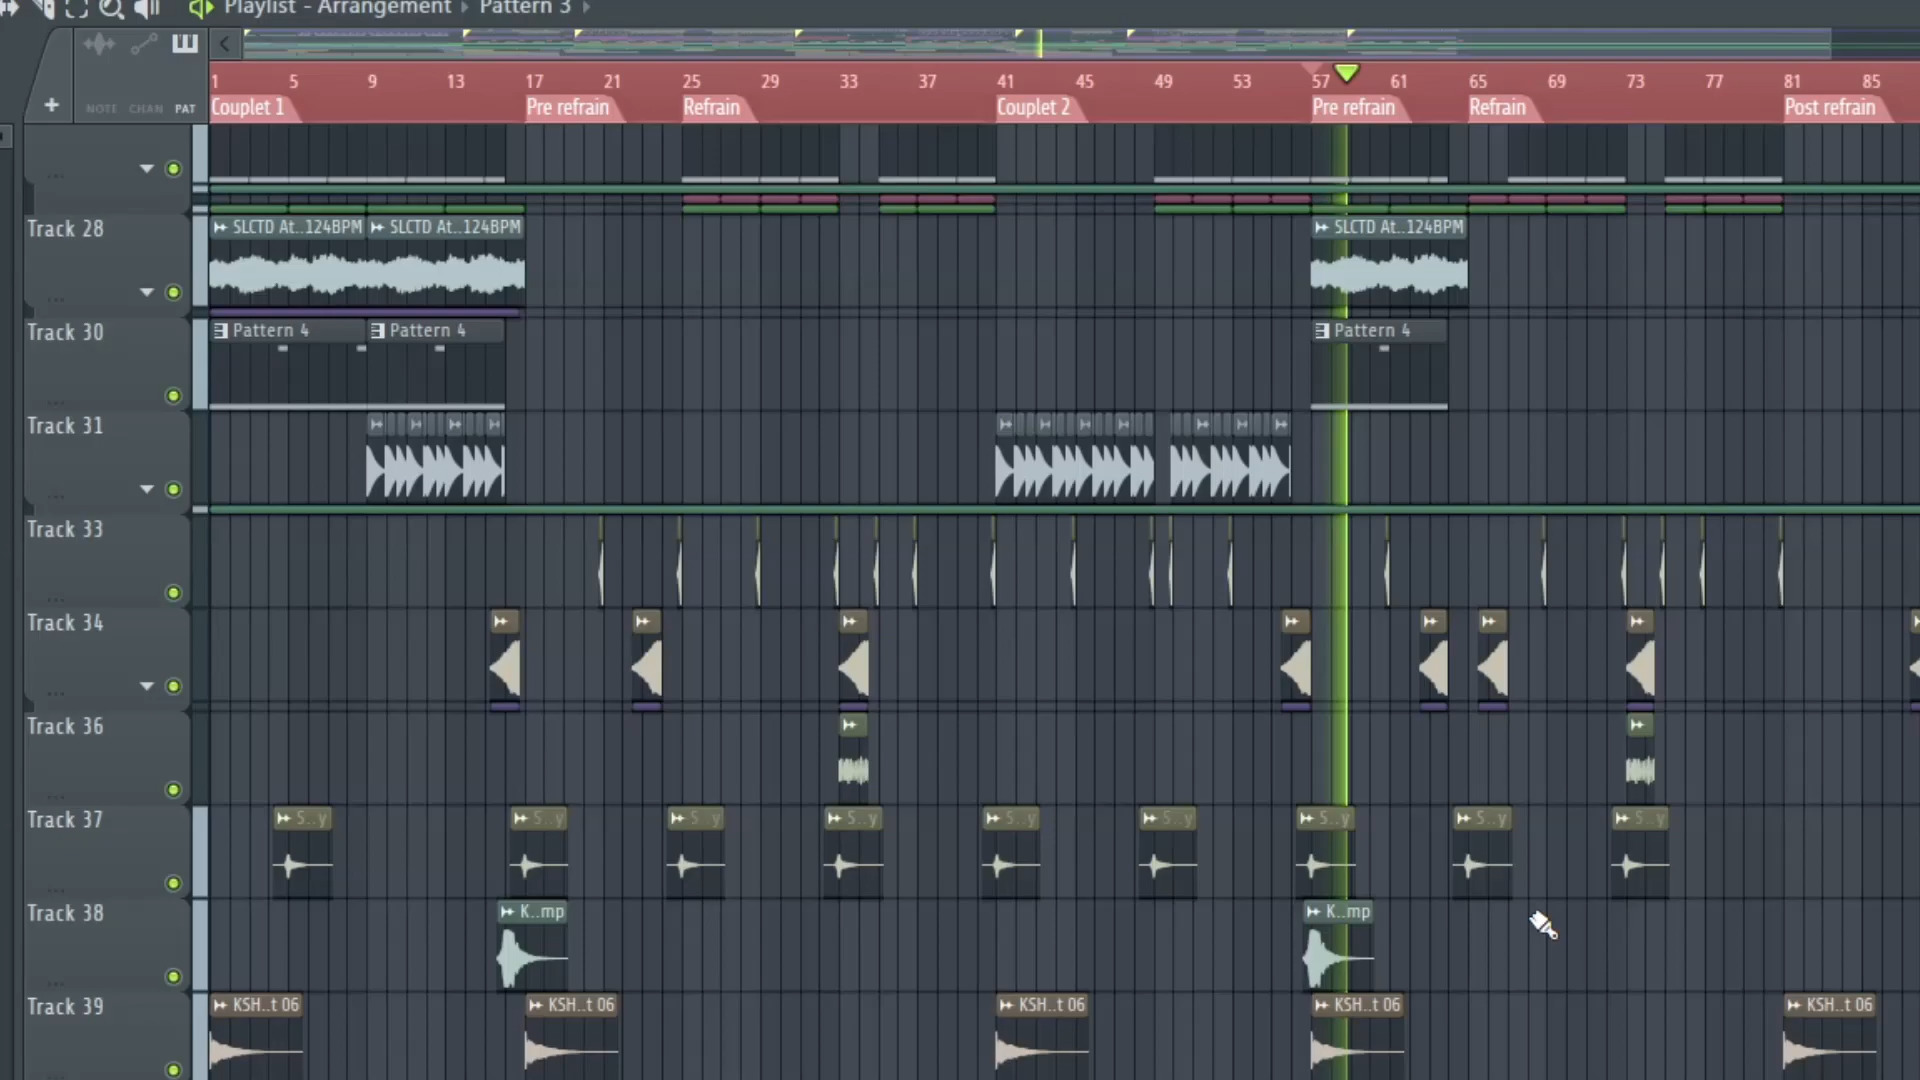 Playlist - Arrangement › Pattern 3 ›
NOTE CHAN PAT
1 5 9 13 17 21 25 29 33 37 41 45 49 53 57 61 65 69 73 77 81 85
Couplet 1 Pre refrain Refrain Couplet 2 Pre refrain Refrain Post refrain
Track 28 SLCTD At..124BPM SLCTD At..124BPM SLCTD At..124BPM
Track 30 Pattern 4 Pattern 4 Pattern 4
Track 31
Track 33
Track 34
Track 36
Track 37 S..y S..y S..y S..y S..y S..y S..y S..y S..y
Track 38 K..mp K..mp
Track 39 KSH..t 06 KSH..t 06 KSH..t 06 KSH..t 06 KSH..t 06